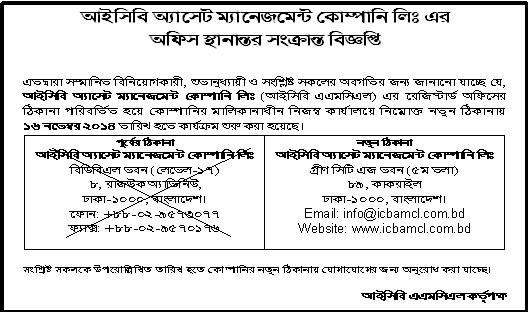 আইসিবি অ্যাসেট ম্যানেজমেন্ট কোম্পানি লিঃ এর
অফিস স্থানান্তর সংক্রান্ত বিজ্ঞপ্তি
এতদ্বারা সম্মানিত বিনিয়োগকারী, শুভানুধ্যায়ী ও সংশ্লিষ্ট সকলের অবগতির জন্য জানানো যাচ্ছে যে,
আইসিবি অ্যাসেট ম্যানেজমেন্ট কোম্পানি লিঃ (আইসিবি এএমসিএল) এর রেজিস্টার্ড অফিসের
ঠিকানা পরিবর্তিত হয়ে কোম্পানির মালিকানাধীন নিজস্ব কার্যালয়ে নিম্নোক্ত নতুন ঠিকানায়
১৬ নভেম্বর ২০১৪ তারিখ হতে কার্যক্রম শুরু করা হয়েছে।
পূর্বের ঠিকানা
আইসিবি অ্যাসেট ম্যানেজমেন্ট কোম্পানি লিঃ
বিডিবিএল ভবন (লেভেল-১৭)
৮, রাজউক অ্যাভিনিউ,
ঢাকা-১০০০, বাংলাদেশ।
ফোন: +৮৮-০২-৯৫৭৩০৭৭
ফ্যাক্স: +৮৮-০২-৯৫৭০১৭৬
নতুন ঠিকানা
আইসিবি অ্যাসেট ম্যানেজমেন্ট কোম্পানি লিঃ
গ্রীণ সিটি এজ ভবন (৫ম তলা)
৮৯, কাকরাইল
ঢাকা-১০০০, বাংলাদেশ।
Email: info@icbamcl.com.bd
Website: www.icbamcl.com.bd
সংশ্লিষ্ট সকলকে উপরোল্লিখিত তারিখ হতে কোম্পানির নতুন ঠিকানায় যোগাযোগের জন্য অনুরোধ করা যাচ্ছে।
আইসিবি এএমসিএল কর্তৃপক্ষ